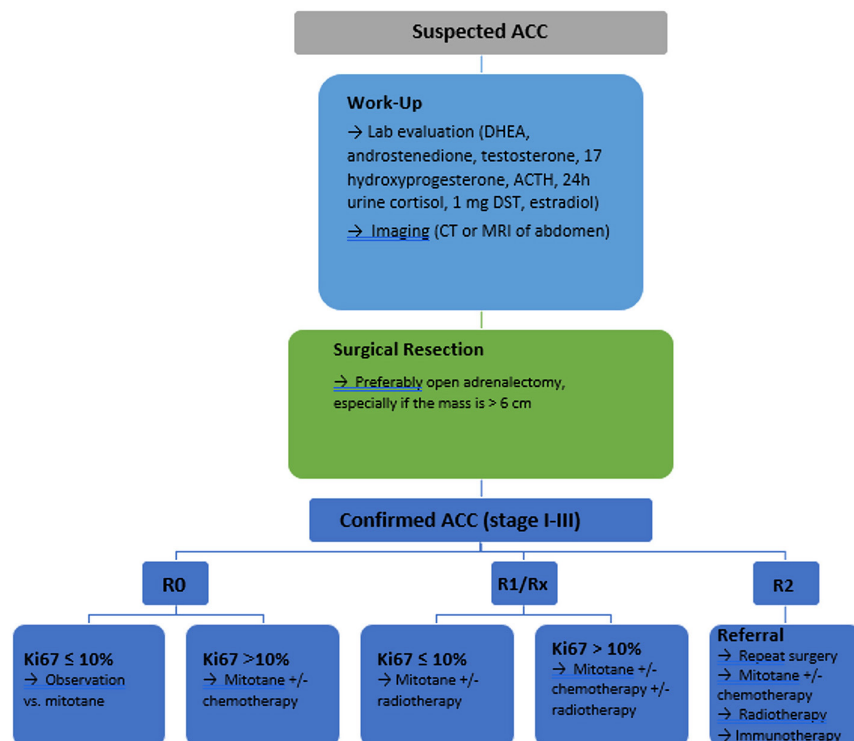 Suspected ACC
Work-Up
→ Lab evaluation (DHEA,
androstenedione, testosterone, 17
hydroxyprogesterone, ACTH, 24h
urine cortisol, 1 mg DST, estradiol)
→ Imaging (CT or MRI of abdomen)
Surgical Resection
→ Preferably open adrenalectomy,
especially if the mass is > 6 cm
Confirmed ACC (stage I-III)
R0
R1/Rx
R2
Ki67 ≤ 10%
→ Observation
vs. mitotane
Ki67 >10%
→ Mitotane +/-
chemotherapy
Ki67 ≤ 10%
→ Mitotane +/-
radiotherapy
Ki67 > 10%
→ Mitotane +/-
chemotherapy +/-
radiotherapy
Referral
→ Repeat surgery
→ Mitotane +/-
chemotherapy
→ Radiotherapy
→ Immunotherapy